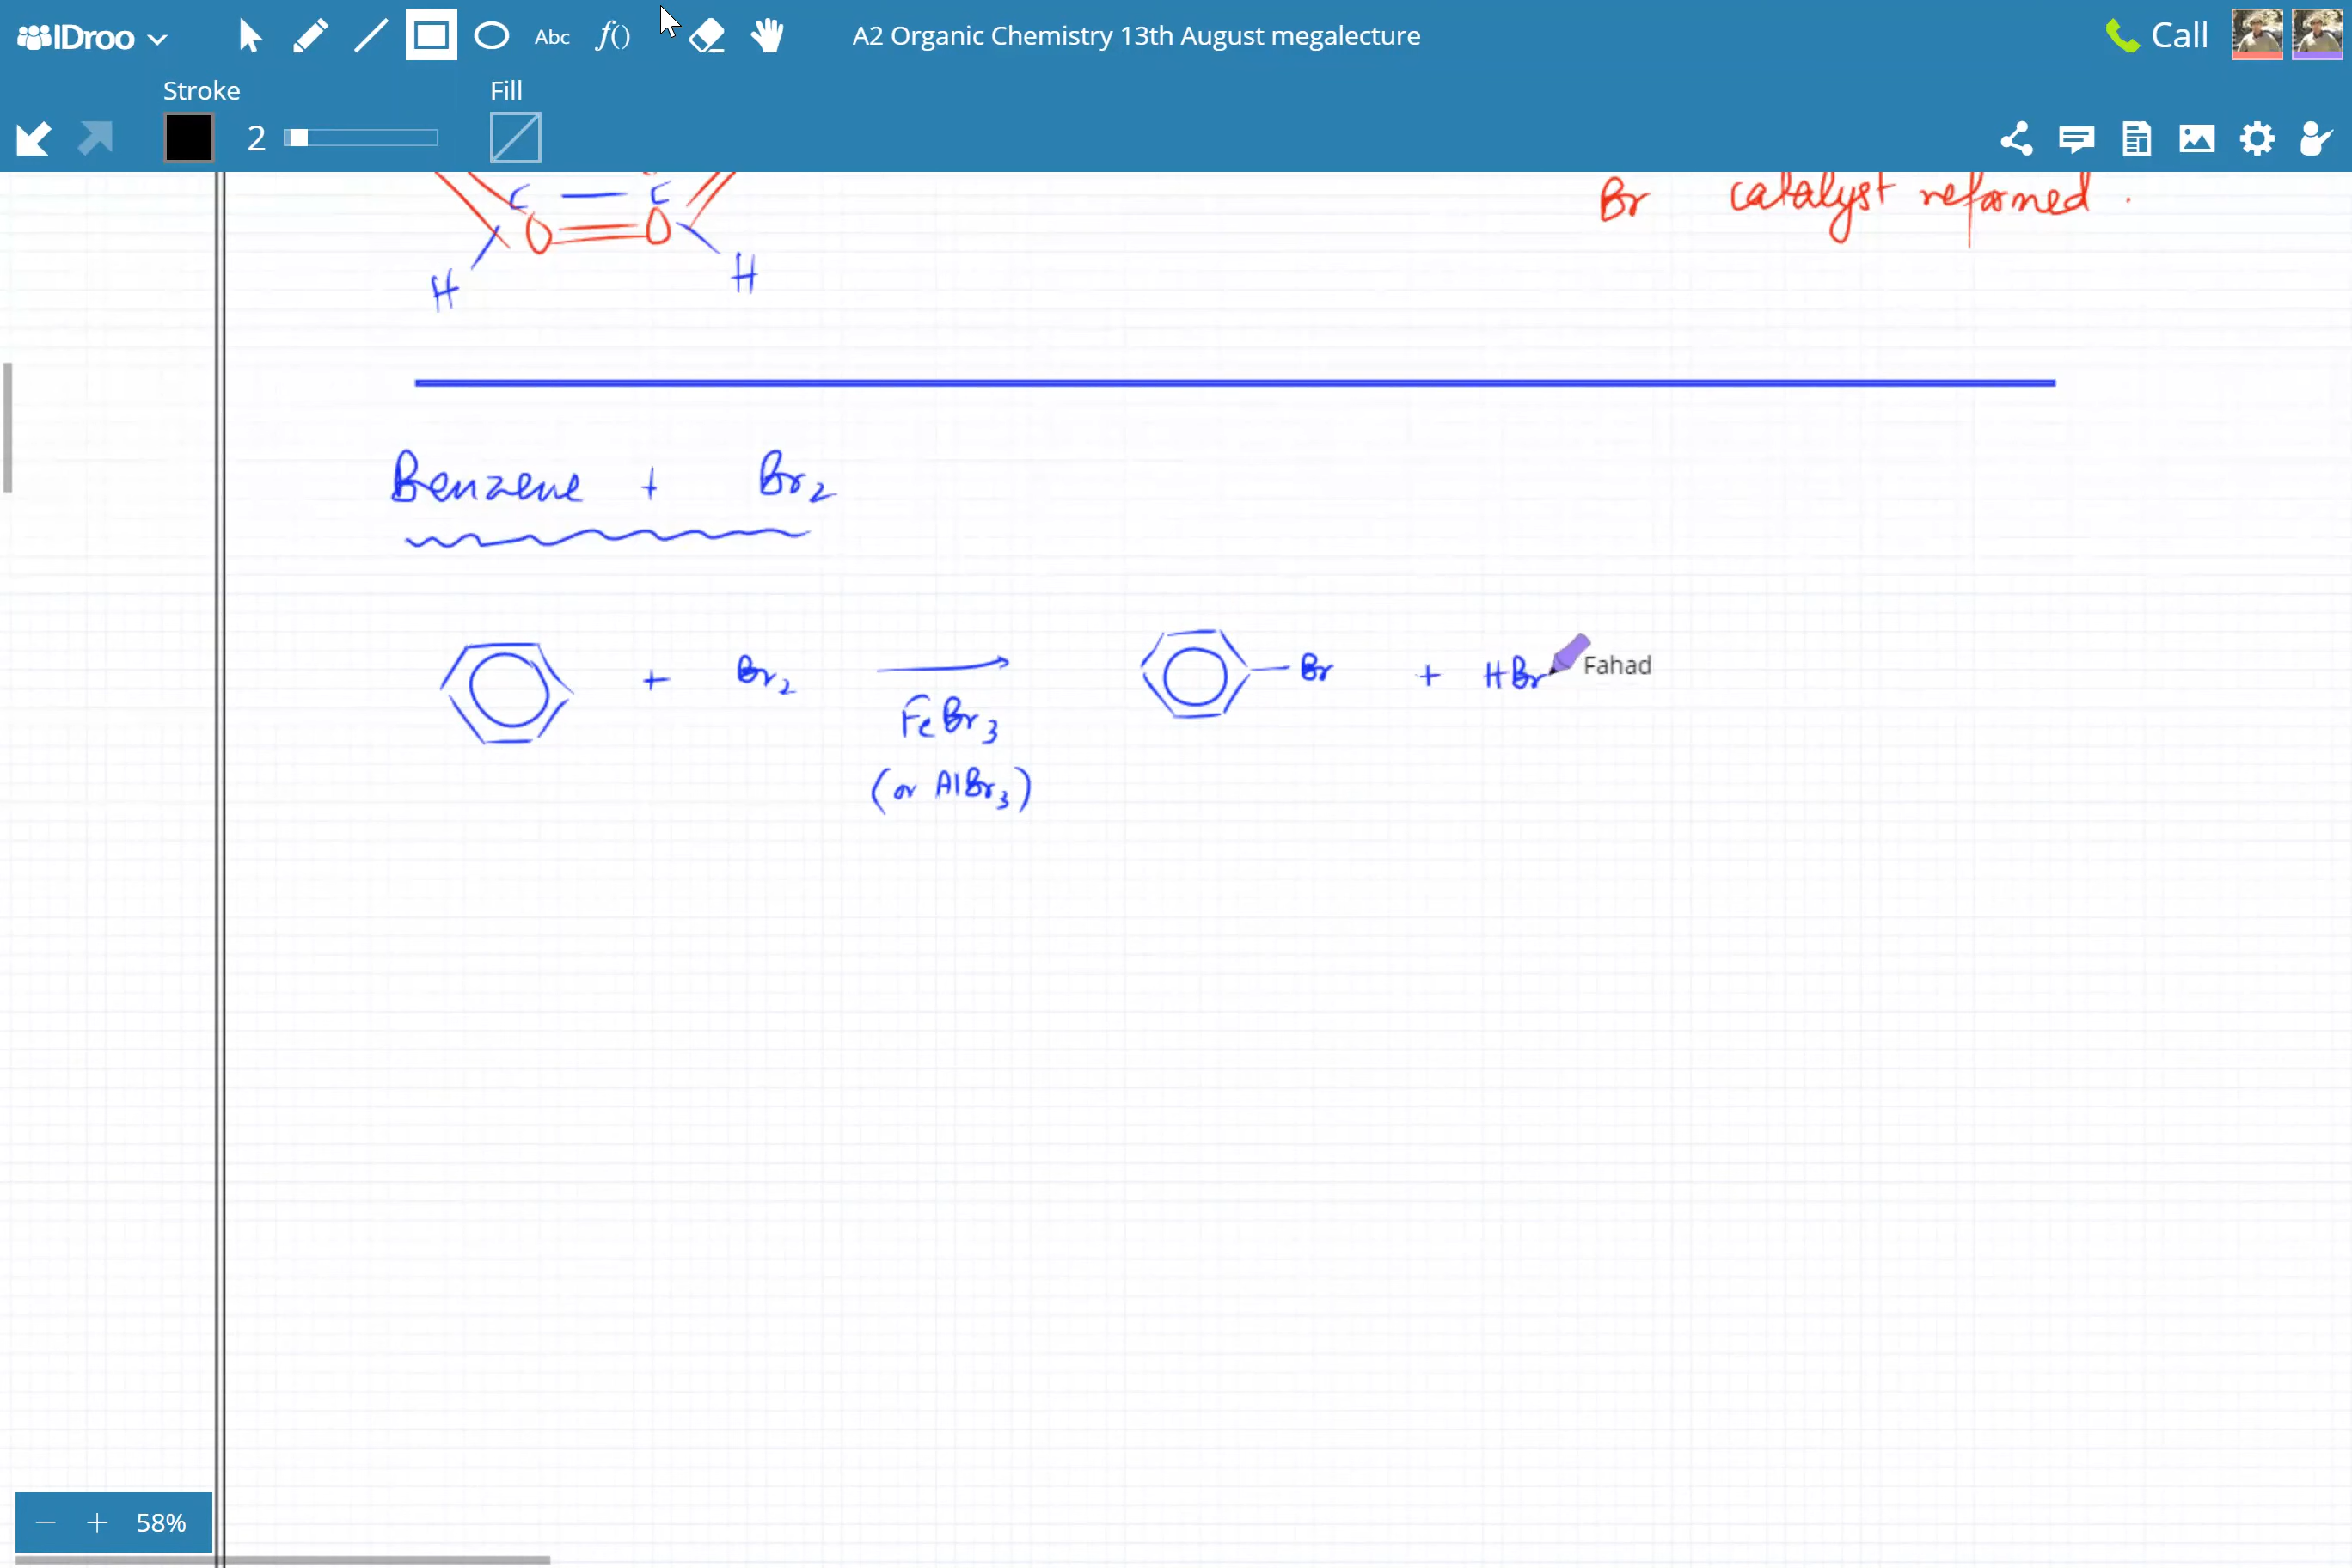 IDroo Abc f() A2 Organic Chemistry 13th August megalecture Call
Stroke Fill
2
C C
O O
H H
Br catalyst reformed .
Benzene + Br2
+ Br2 Br + HBr Fahad
FeBr3
(or AlBr3)
58%